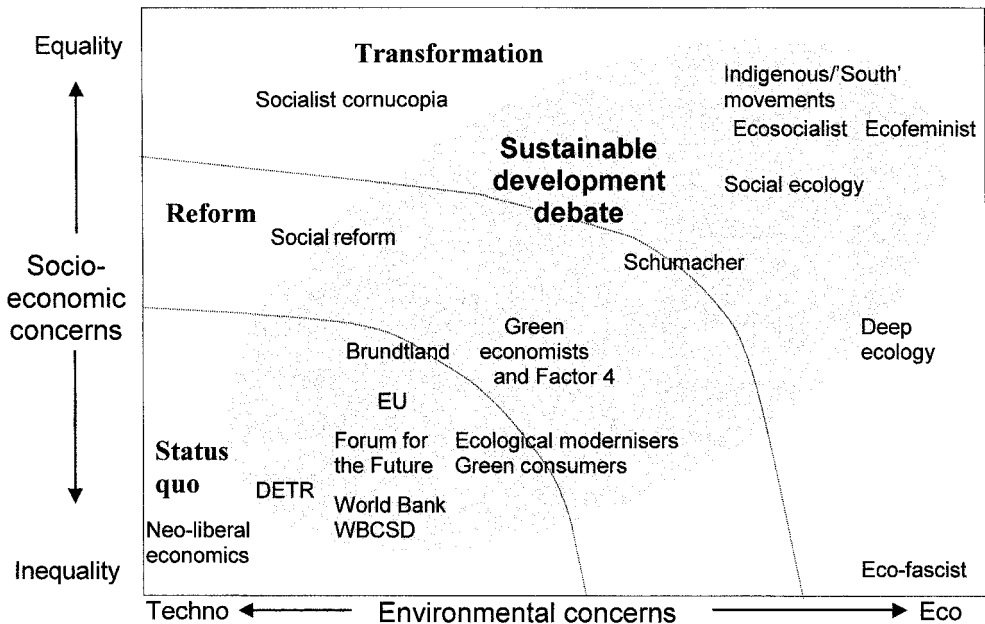 Equality
Transformation
Indigenous/'South'
movements
Socialist cornucopia
Ecosocialist Ecofeminist
Sustainable
development
debate
Social ecology
Reform
Social reform
Schumacher
Socio-
economic
concerns
Green
economists
and Factor 4
Brundtland
Deep
ecology
EU
Forum for
the Future
Ecological modernisers
Green consumers
Status
quo
DETR
World Bank
WBCSD
Neo-liberal
economics
Inequality
Eco-fascist
Techno
Environmental concerns
Eco